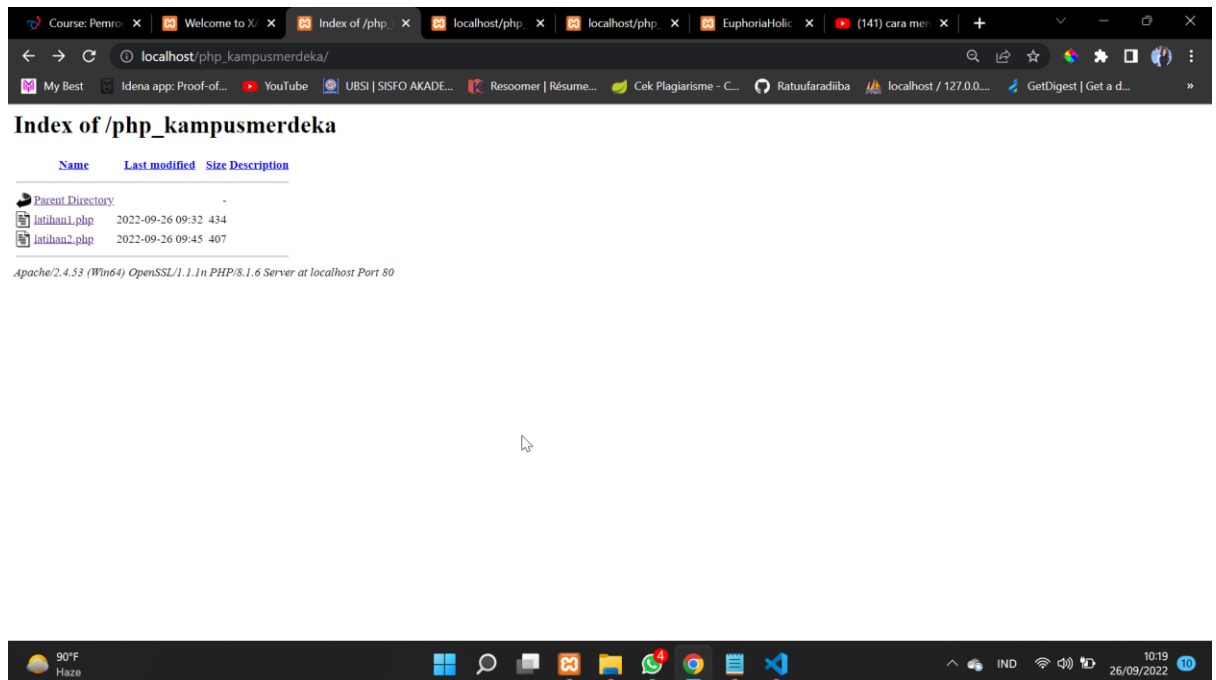 Course: Pemro
Welcome to X/
Index of /php_
localhost/php_
localhost/php_
EuphoriaHolic
(141) cara men
localhost/php_kampusmerdeka/
My Best
Idena app: Proof-of...
YouTube
UBSI | SISFO AKADE...
Resoomer | Résume...
Cek Plagiarisme - C...
Ratuufaradiiba
localhost / 127.0.0....
GetDigest | Get a d...
»
Index of /php_kampusmerdeka
Name Last modified Size Description
Parent Directory -
latihan1.php 2022-09-26 09:32 434
latihan2.php 2022-09-26 09:45 407
Apache/2.4.53 (Win64) OpenSSL/1.1.1n PHP/8.1.6 Server at localhost Port 80
90°F
Haze
4
IND
10:19
26/09/2022
10